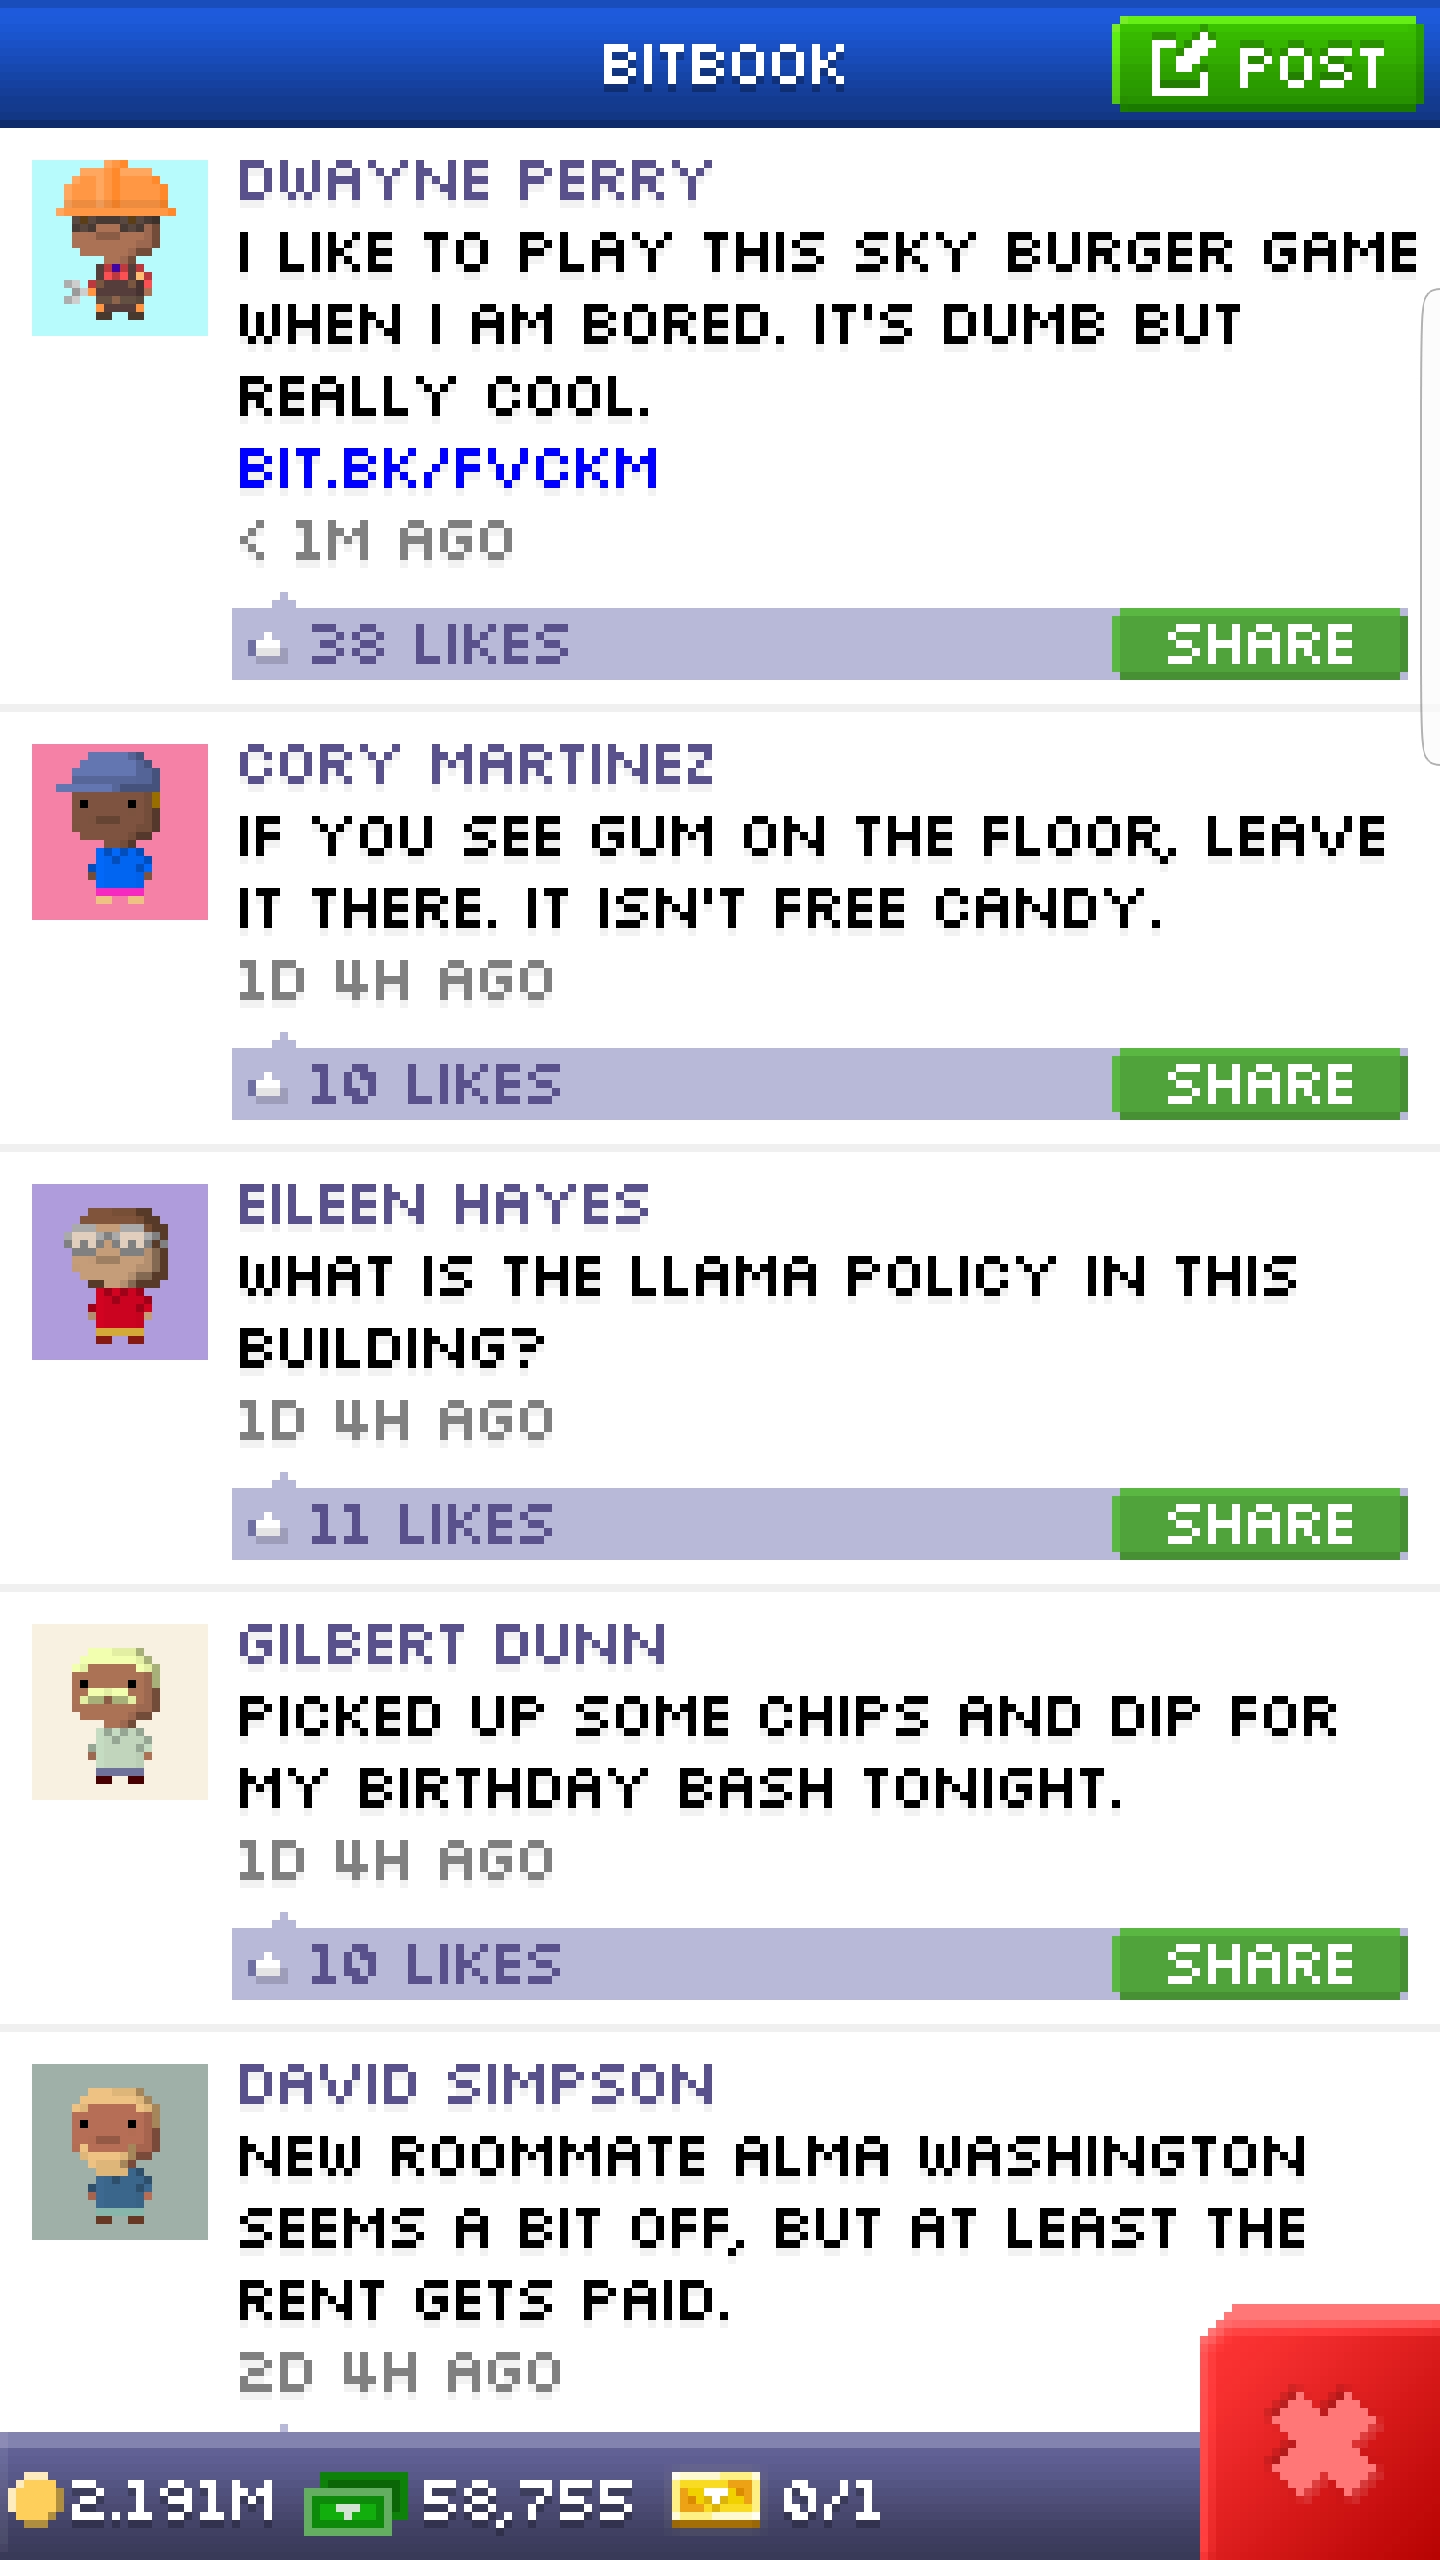 BITBOOK
POST
DWAYNE PERRY
I LIKE TO PLAY THIS SKY BURGER GAME
WHEN I AM BORED. IT'S DUMB BUT
REALLY COOL.
BIT.BK/FVCKM
< 1M AGO
38 LIKES
SHARE
CORY MARTINEZ
IF YOU SEE GUM ON THE FLOOR, LEAVE
IT THERE. IT ISN'T FREE CANDY.
1D 4H AGO
10 LIKES
SHARE
EILEEN HAYES
WHAT IS THE LLAMA POLICY IN THIS
BUILDING?
1D 4H AGO
11 LIKES
SHARE
GILBERT DUNN
PICKED UP SOME CHIPS AND DIP FOR
MY BIRTHDAY BASH TONIGHT.
1D 4H AGO
10 LIKES
SHARE
DAVID SIMPSON
NEW ROOMMATE ALMA WASHINGTON
SEEMS A BIT OFF, BUT AT LEAST THE
RENT GETS PAID.
2D 4H AGO
2.191M 58,755 0/1